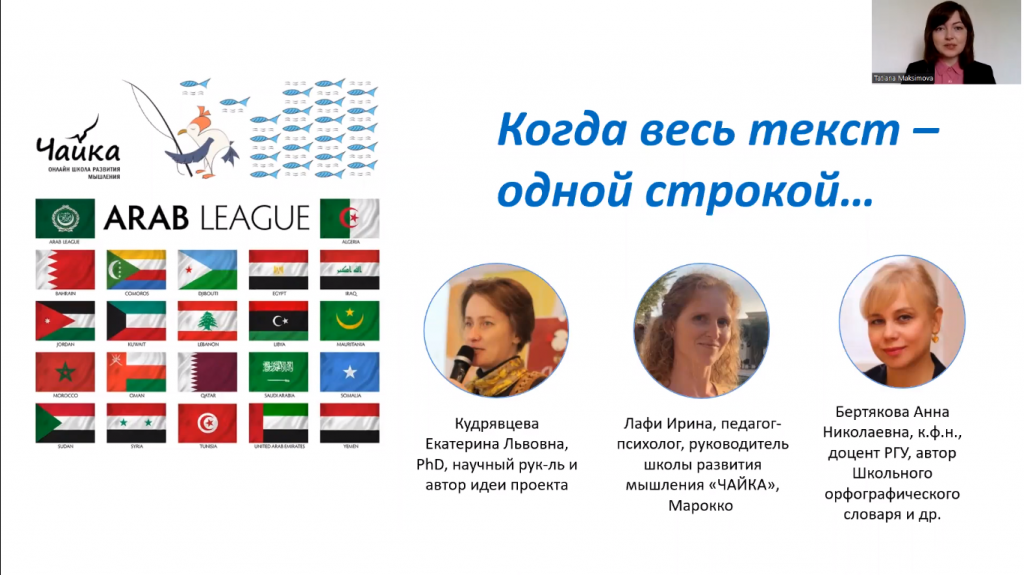 Tatiana Maksimova
Чайка
ОНЛАЙН ШКОЛА РАЗВИТИЯ
МЫШЛЕНИЯ
Когда весь текст –
одной строкой...
ARAB LEAGUE
ARAB LEAGUE
ALGERIA
BAHRAIN
COMOROS
DJIBOUTI
EGYPT
IRAQ
JORDAN
KUWAIT
LEBANON
LIBYA
MAURITANIA
MOROCCO
OMAN
QATAR
SAUDI ARABIA
SOMALIA
SUDAN
SYRIA
TUNISIA
UNITED ARAB EMIRATES
YEMEN
Кудрявцева
Екатерина Львовна,
PhD, научный рук-ль и
автор идеи проекта
Лафи Ирина, педагог-
психолог, руководитель
школы развития
мышления «ЧАЙКА»,
Марокко
Бертякова Анна
Николаевна, к.ф.н.,
доцент РГУ, автор
Школьного
орфографического
словаря и др.